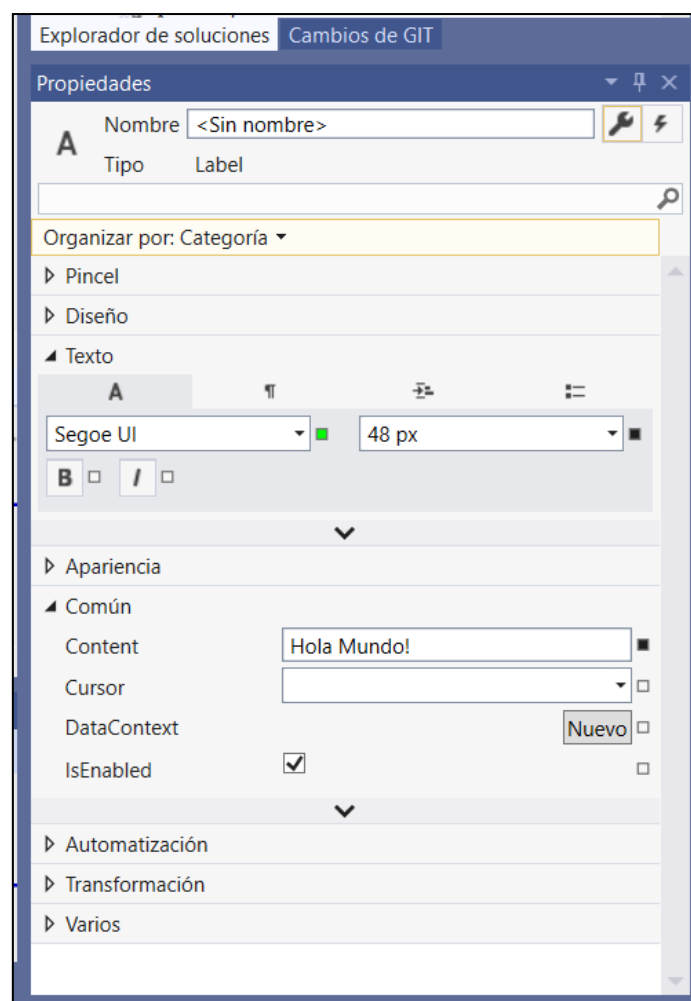 Explorador de soluciones Cambios de GIT
Propiedades
Nombre <Sin nombre>
A
Tipo Label
Organizar por: Categoría
Pincel
Diseño
Texto
A ¶
Segoe UI 48 px
B I
Apariencia
Común
Content Hola Mundo!
Cursor
DataContext Nuevo
IsEnabled
Automatización
Transformación
Varios